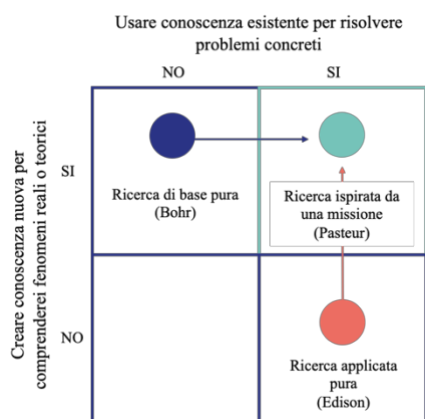 Usare conoscenza esistente per risolvere
problemi concreti
NO
SI
Creare conoscenza nuova per
comprenderei fenomeni reali o teorici
SI
Ricerca di base pura
(Bohr)
Ricerca ispirata da
una missione
(Pasteur)
NO
Ricerca applicata
pura
(Edison)